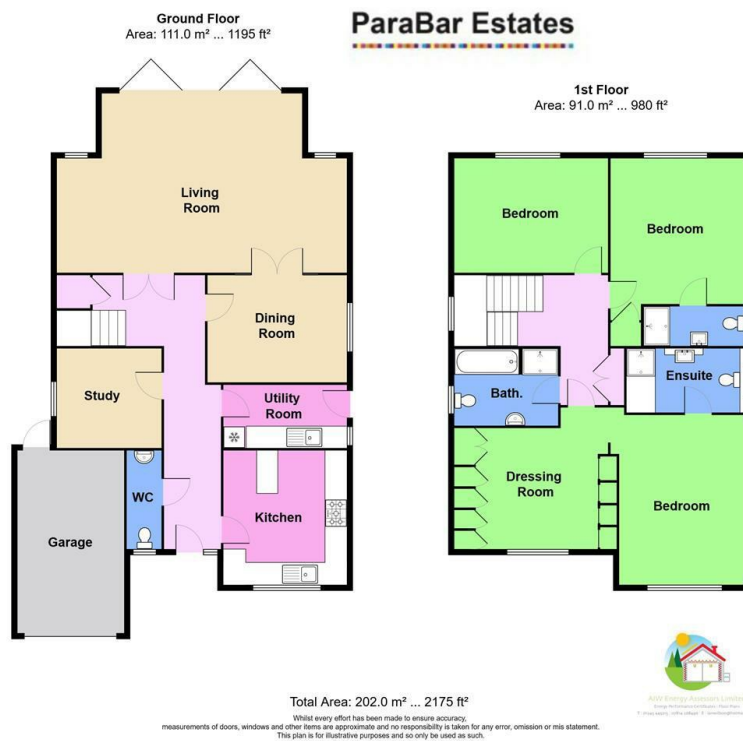 ParaBar Estates
Ground Floor
Area: 111.0 m² ... 1195 ft²
Living
Room
Dining
Room
Study
Utility
Room
WC
Kitchen
Garage
1st Floor
Area: 91.0 m² ... 980 ft²
Bedroom
Bedroom
Ensuite
Bath.
Dressing
Room
Bedroom
Total Area: 202.0 m² ... 2175 ft²
Whilst every effort has been made to ensure accuracy,
measurements of doors, windows and other items are approximate and no responsibility is taken for any error, omission or mis statement.
This plan is for illustrative purposes and so only be used as such.
Energy Assessors Limited